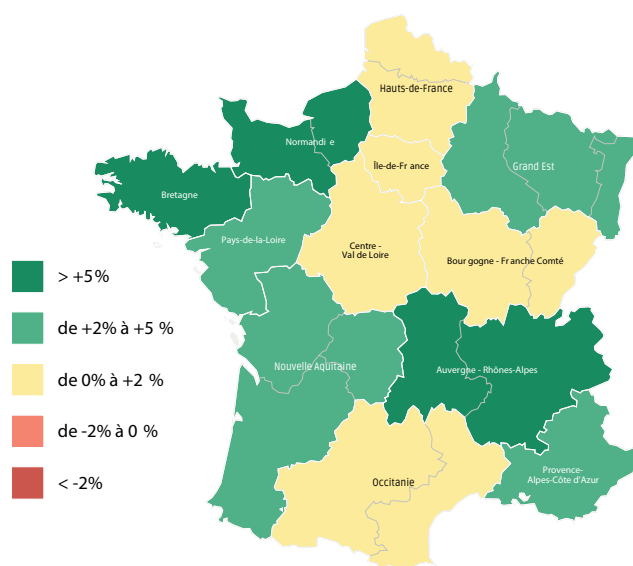 Hauts-de-France
Normandi e
Île-de-Fr ance
Grand Est
Bretagne
Pays-de-la-Loire
Centre -
Val de Loire
Bour gogne - Fr anche Comté
> +5%
de +2% à +5 %
de 0% à +2 %
de -2% à 0 %
< -2%
Nouvelle Aquitaine
Auvergne - Rhônes-Alpes
Occitanie
Provence-
Alpes-Côte d'Azur